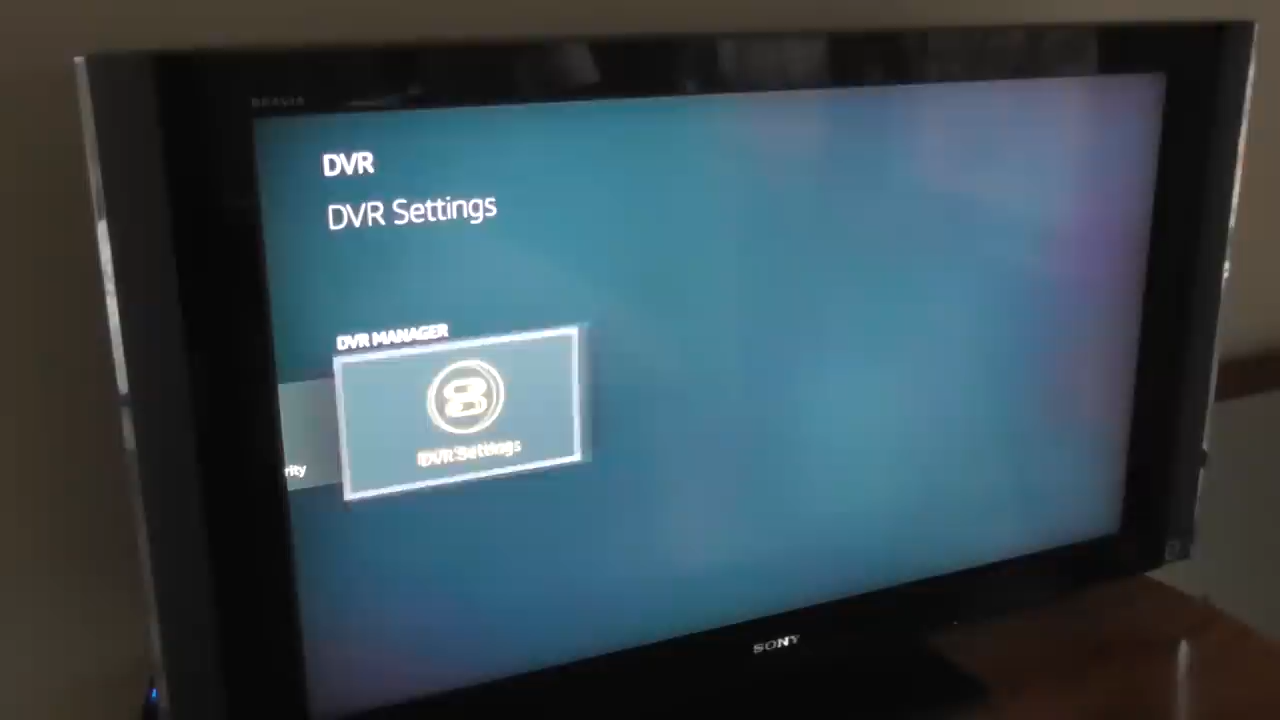 BRAVIA
DVR
DVR Settings
DVR MANAGER
rity
DVR Settings
SONY